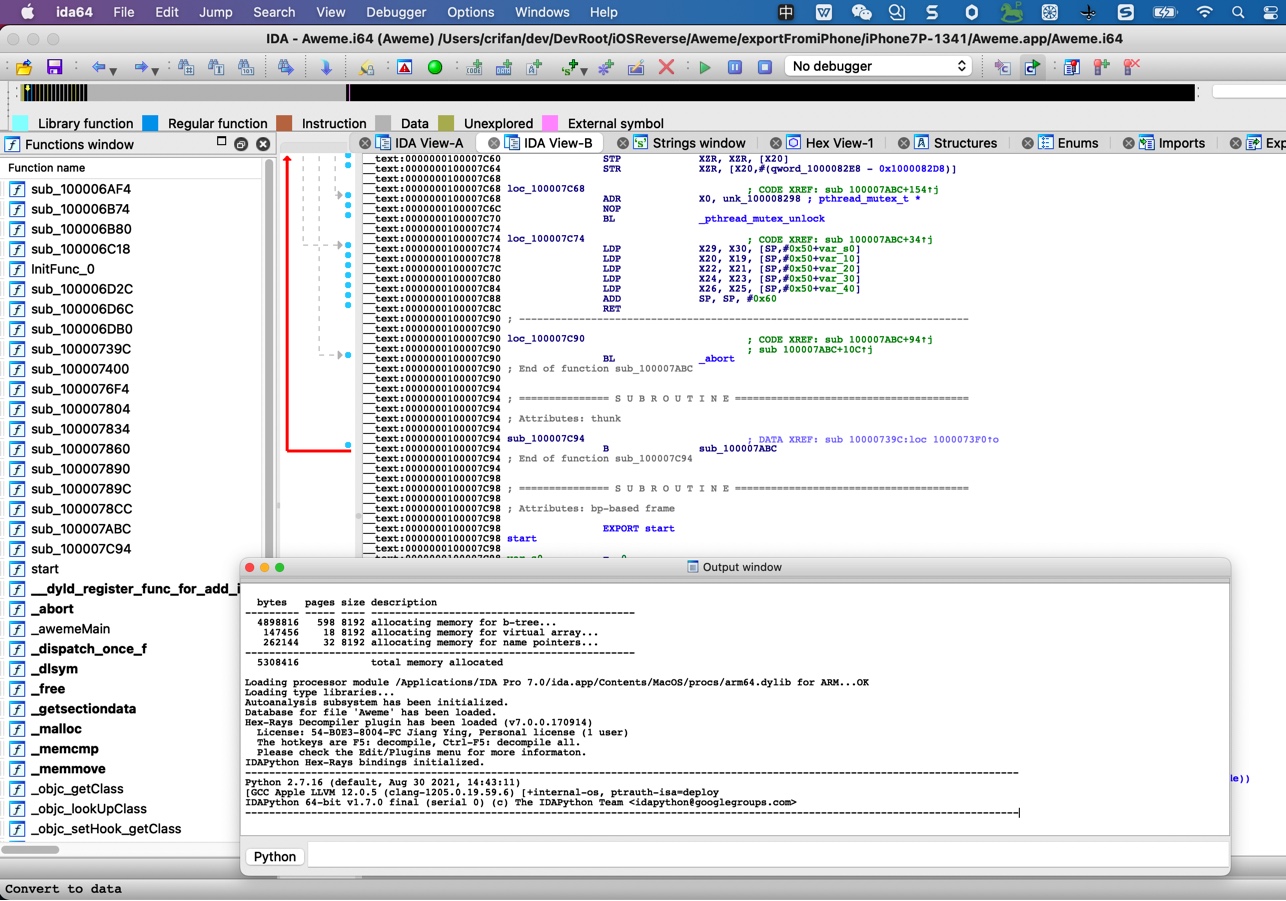 ida64 File Edit Jump Search View Debugger Options Windows Help
IDA - Aweme.i64 (Aweme) /Users/crifan/dev/DevRoot/iOSReverse/Aweme/exportFromiPhone/iPhone7P-1341/Aweme.app/Aweme.i64
No debugger
Library function Regular function Instruction Data Unexplored External symbol
Functions window
IDA View-A IDA View-B Strings window Hex View-1 Structures Enums Imports Exp
Function name
sub_100006AF4
sub_100006B74
sub_100006B80
sub_100006C18
InitFunc_0
sub_100006D2C
sub_100006D6C
sub_100006DB0
sub_10000739C
sub_100007400
sub_1000076F4
sub_100007804
sub_100007834
sub_100007860
sub_100007890
sub_10000789C
sub_1000078CC
sub_100007ABC
sub_100007C94
start
__dyld_register_func_for_add_i
_abort
_awemeMain
_dispatch_once_f
_dlsym
_free
_getsectiondata
_malloc
_memcmp
_memmove
_objc_getClass
_objc_lookUpClass
_objc_setHook_getClass
__text:0000000100007C60 STP XZR, XZR, [X20]
__text:0000000100007C64 STR XZR, [X20,#(qword_1000082E8 - 0x1000082D8)]
__text:0000000100007C68
__text:0000000100007C68 loc_100007C68 ; CODE XREF: sub_100007ABC+154↑j
__text:0000000100007C68 ADR X0, unk_100008298 ; pthread_mutex_t *
__text:0000000100007C6C NOP
__text:0000000100007C70 BL _pthread_mutex_unlock
__text:0000000100007C74
__text:0000000100007C74 loc_100007C74 ; CODE XREF: sub_100007ABC+34↑j
__text:0000000100007C74 LDP X29, X30, [SP,#0x50+var_s0]
__text:0000000100007C78 LDP X20, X19, [SP,#0x50+var_10]
__text:0000000100007C7C LDP X22, X21, [SP,#0x50+var_20]
__text:0000000100007C80 LDP X24, X23, [SP,#0x50+var_30]
__text:0000000100007C84 LDP X26, X25, [SP,#0x50+var_40]
__text:0000000100007C88 ADD SP, SP, #0x60
__text:0000000100007C8C RET
__text:0000000100007C90 ; ---------------------------------------------------------------------------
__text:0000000100007C90
__text:0000000100007C90 loc_100007C90 ; CODE XREF: sub_100007ABC+94↑j
__text:0000000100007C90 ; sub_100007ABC+10C↑j
__text:0000000100007C90 BL _abort
__text:0000000100007C90 ; End of function sub_100007ABC
__text:0000000100007C90
__text:0000000100007C94
__text:0000000100007C94 ; =============== S U B R O U T I N E =======================================
__text:0000000100007C94
__text:0000000100007C94 ; Attributes: thunk
__text:0000000100007C94
__text:0000000100007C94 sub_100007C94 ; DATA XREF: sub_10000739C:loc_1000073F0↑o
__text:0000000100007C94 B sub_100007ABC
__text:0000000100007C94 ; End of function sub_100007C94
__text:0000000100007C94
__text:0000000100007C98
__text:0000000100007C98 ; =============== S U B R O U T I N E =======================================
__text:0000000100007C98
__text:0000000100007C98 ; Attributes: bp-based frame
__text:0000000100007C98
__text:0000000100007C98 EXPORT start
__text:0000000100007C98 start
__text:0000000100007C98
Output window
bytes pages size description
--------- ----- ---- --------------------------------------------
4898816 598 8192 allocating memory for b-tree...
147456 18 8192 allocating memory for virtual array...
262144 32 8192 allocating memory for name pointers...
-----------------------------------------------------------------
5308416 total memory allocated
Loading processor module /Applications/IDA Pro 7.0/ida.app/Contents/MacOS/procs/arm64.dylib for ARM...OK
Loading type libraries...
Autoanalysis subsystem has been initialized.
Database for file 'Aweme' has been loaded.
Hex-Rays Decompiler plugin has been loaded (v7.0.0.170914)
License: 54-B0E3-8004-FC Jiang Ying, Personal license (1 user)
The hotkeys are F5: decompile, Ctrl-F5: decompile all.
Please check the Edit/Plugins menu for more informaton.
IDAPython Hex-Rays bindings initialized.
---------------------------------------------------------------------------------------------
Python 2.7.16 (default, Aug 30 2021, 14:43:11)
[GCC Apple LLVM 12.0.5 (clang-1205.0.19.59.6) [+internal-os, ptrauth-isa=deploy
IDAPython 64-bit v1.7.0 final (serial 0) (c) The IDAPython Team <idapython@googlegroups.com>
---------------------------------------------------------------------------------------------
le))
Python
Convert to data